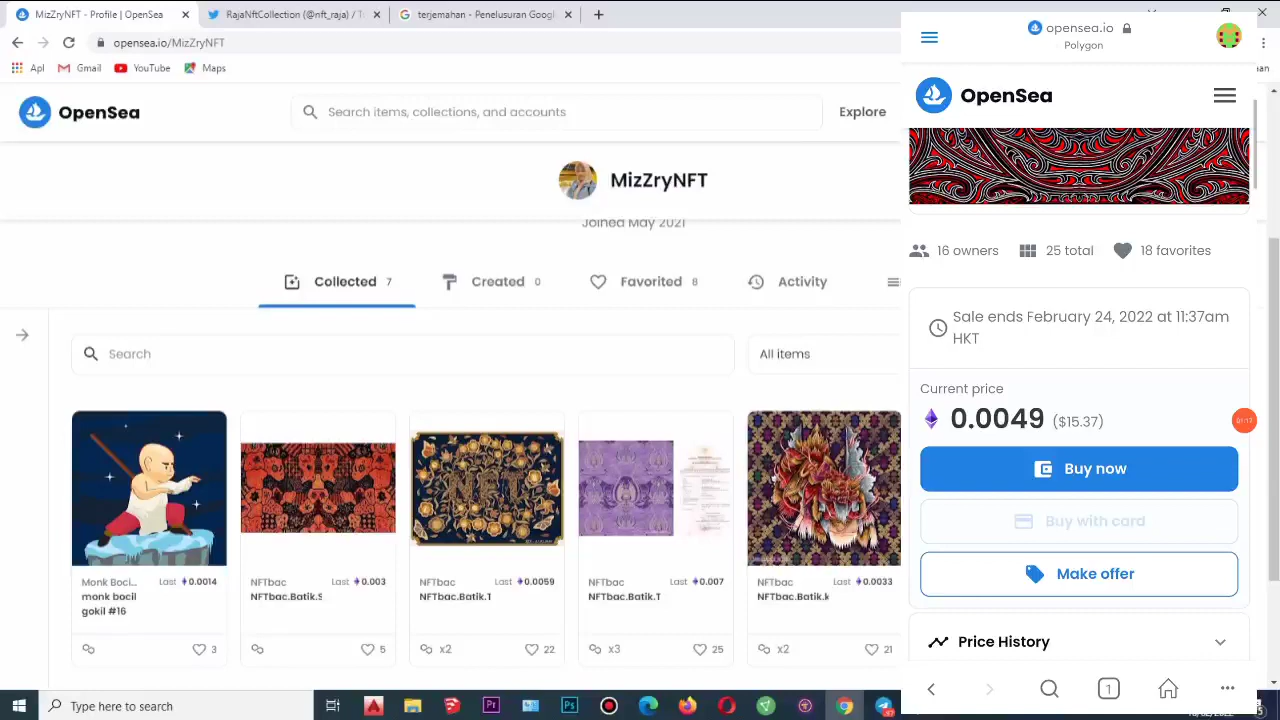 MizZryNFT - Profile | OpenSea
RajaNftCollection (@nft_raja) / T
terjemahan - Penelusuran Googl
opensea.io/MizZryNFT
Apl
Gmail
YouTube
Maps
OpenSea
Search items, collections, and accounts
Explore
MizZryNFT
Joined May 2021
Collected 7
Created 0
Favorited 8
Activity
Search
All items
Monk Boci...
Last 0.0014
monk bocil
gokil #16
3
NFTbac
Last 0.003
NFTbac.Batik.S
5
NFTbac
Last 0.0059
NFTbac.Batik.T
x2
22
NFTbac
Last 0.007
NFTbac.Batik.T
x3
25
NFTbac
Last 0.0033
NFTbac.Batik.k
x2
21
Type here to search
opensea.io
Polygon
OpenSea
16 owners
25 total
18 favorites
Sale ends February 24, 2022 at 11:37am
HKT
Current price
0.0049 ($15.37)
Buy now
Buy with card
Make offer
Price History
1